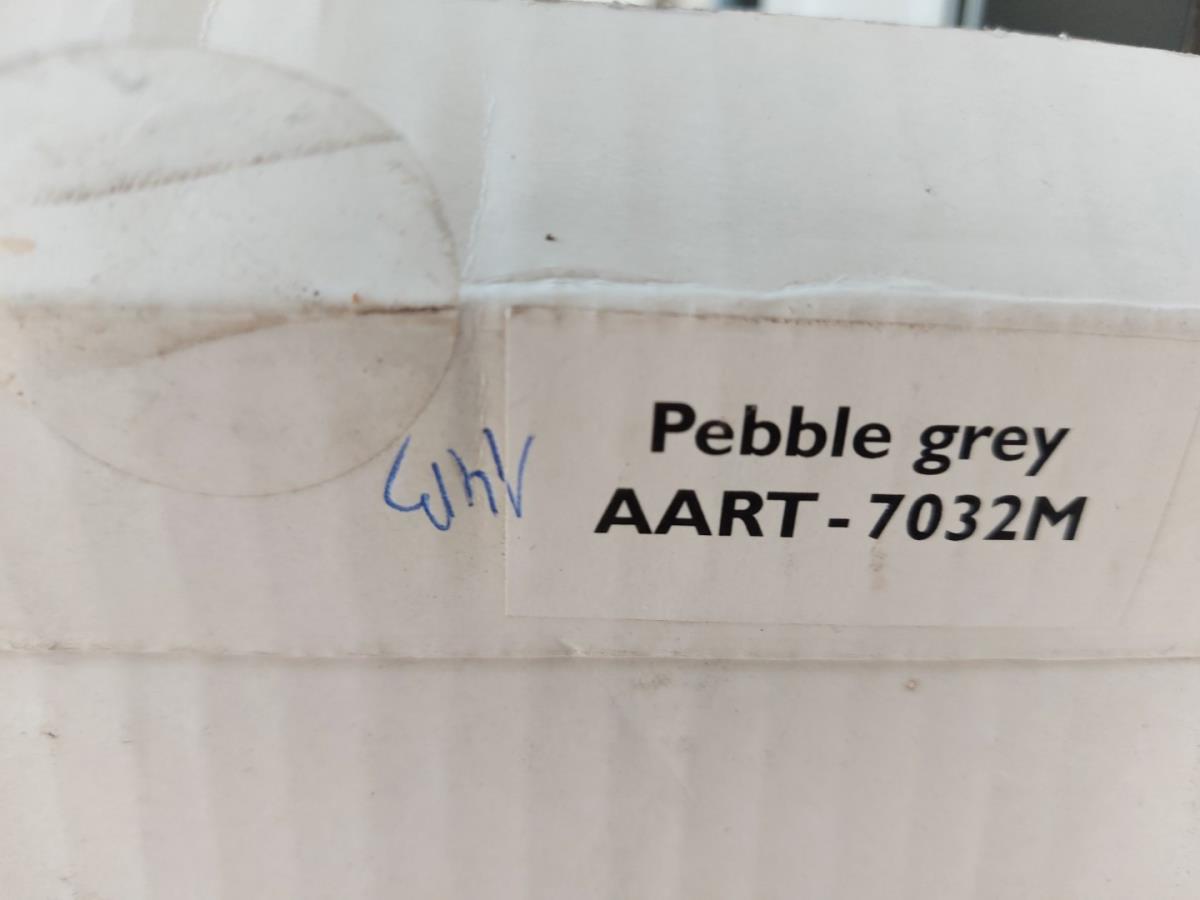 Pebble grey
AART - 7032M